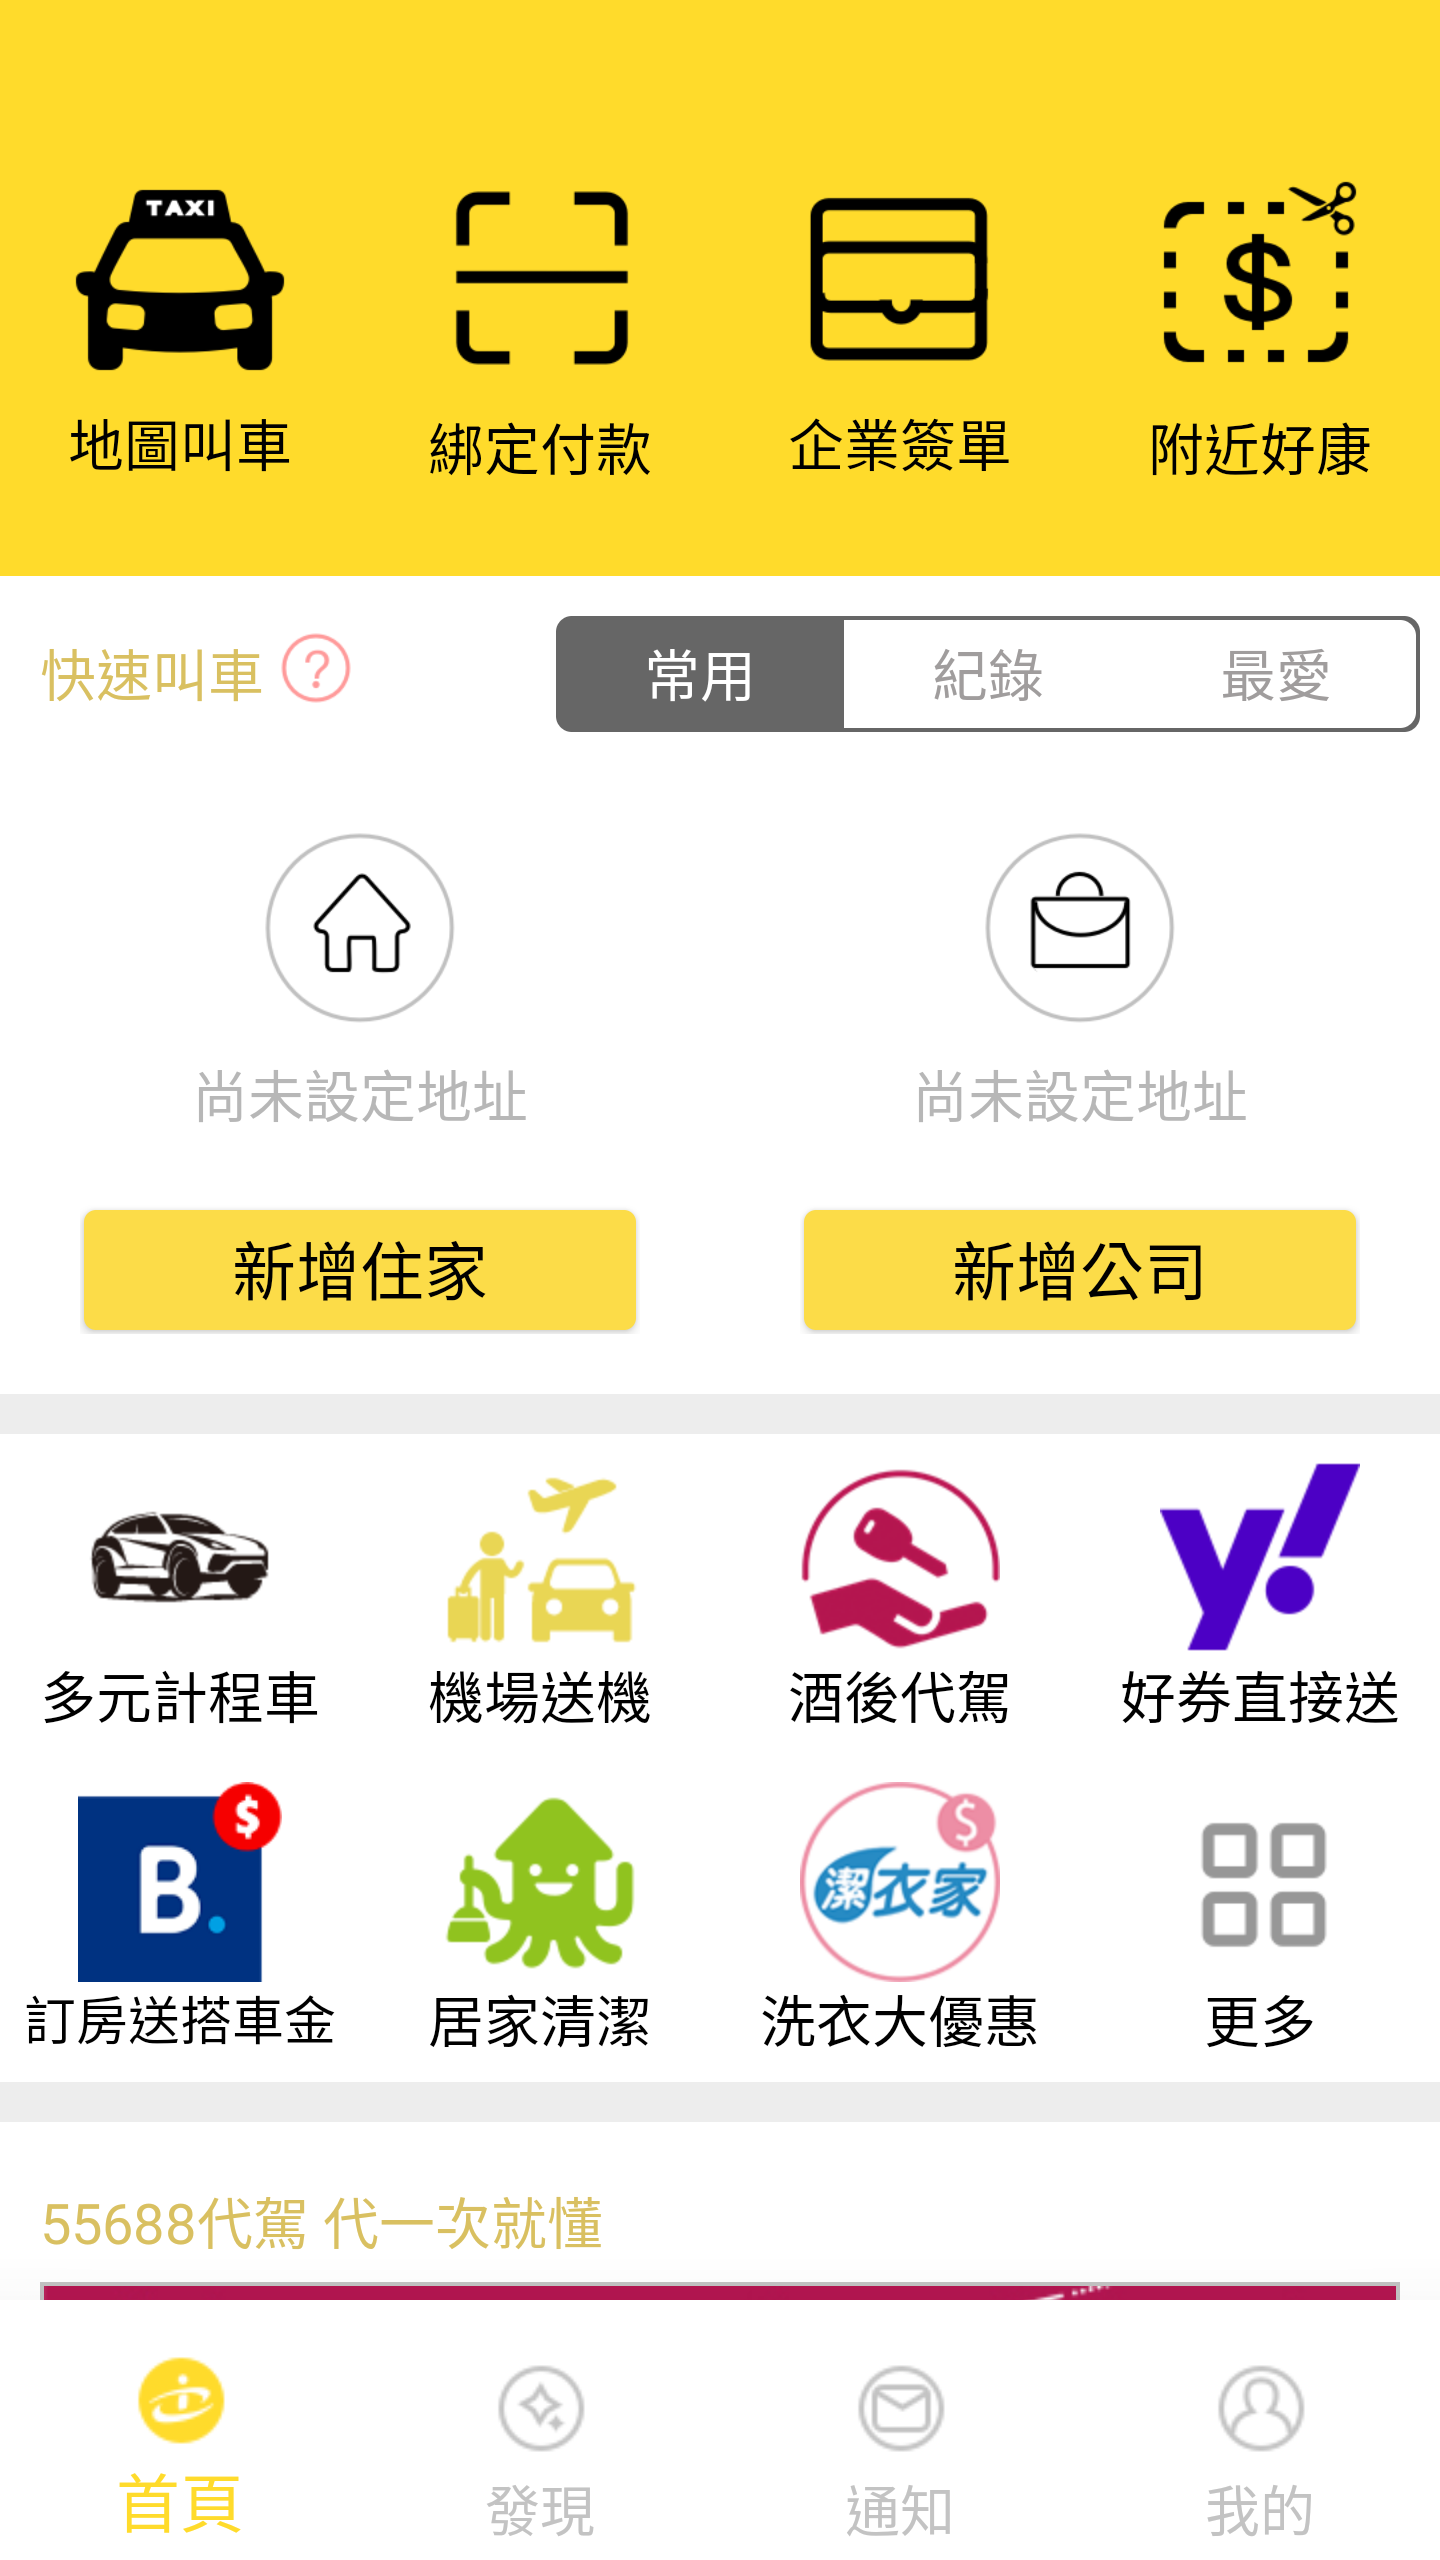 TAXI
地圖叫車 綁定付款 企業簽單 附近好康
快速叫車 ? 常用 紀錄 最愛
尚未設定地址 尚未設定地址
新增住家 新增公司
多元計程車 機場送機 酒後代駕 好券直接送
B.
潔衣家
訂房送搭車金 居家清潔 洗衣大優惠 更多
55688代駕 代一次就懂
首頁 發現 通知 我的